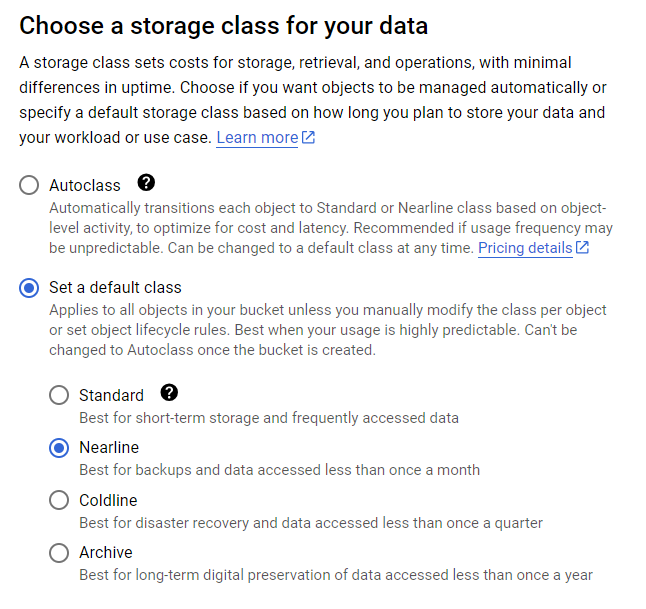 Choose a storage class for your data
A storage class sets costs for storage, retrieval, and operations, with minimal
differences in uptime. Choose if you want objects to be managed automatically or
specify a default storage class based on how long you plan to store your data and
your workload or use case. Learn more
Autoclass ?
Automatically transitions each object to Standard or Nearline class based on object-
level activity, to optimize for cost and latency. Recommended if usage frequency may
be unpredictable. Can be changed to a default class at any time. Pricing details
Set a default class
Applies to all objects in your bucket unless you manually modify the class per object
or set object lifecycle rules. Best when your usage is highly predictable. Can't be
changed to Autoclass once the bucket is created.
Standard ?
Best for short-term storage and frequently accessed data
Nearline
Best for backups and data accessed less than once a month
Coldline
Best for disaster recovery and data accessed less than once a quarter
Archive
Best for long-term digital preservation of data accessed less than once a year